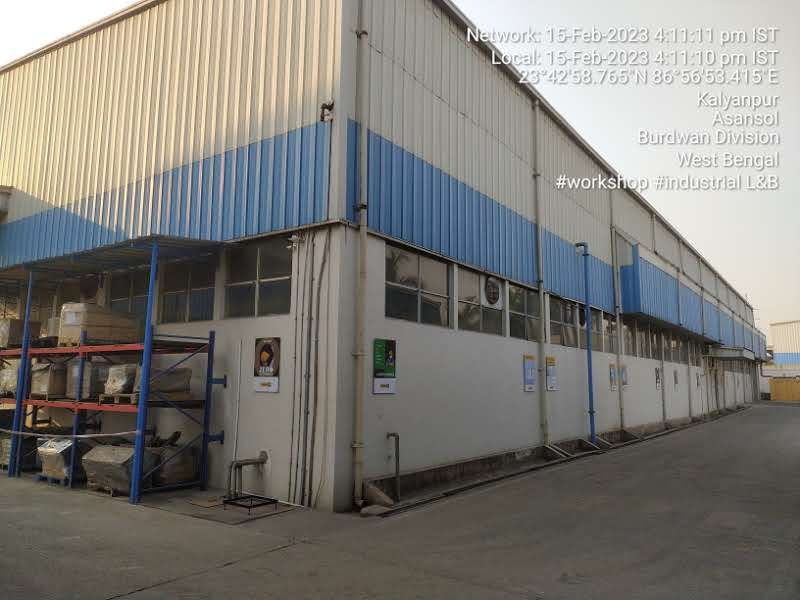 Network: 15-Feb-2023 4:11:11 pm IST
Local: 15-Feb-2023 4:11:10 pm IST
23°42'58.765"N 86°56'53.415"E
Kalyanpur
Asansol
Burdwan Division
West Bengal
#workshop #industrial L&B